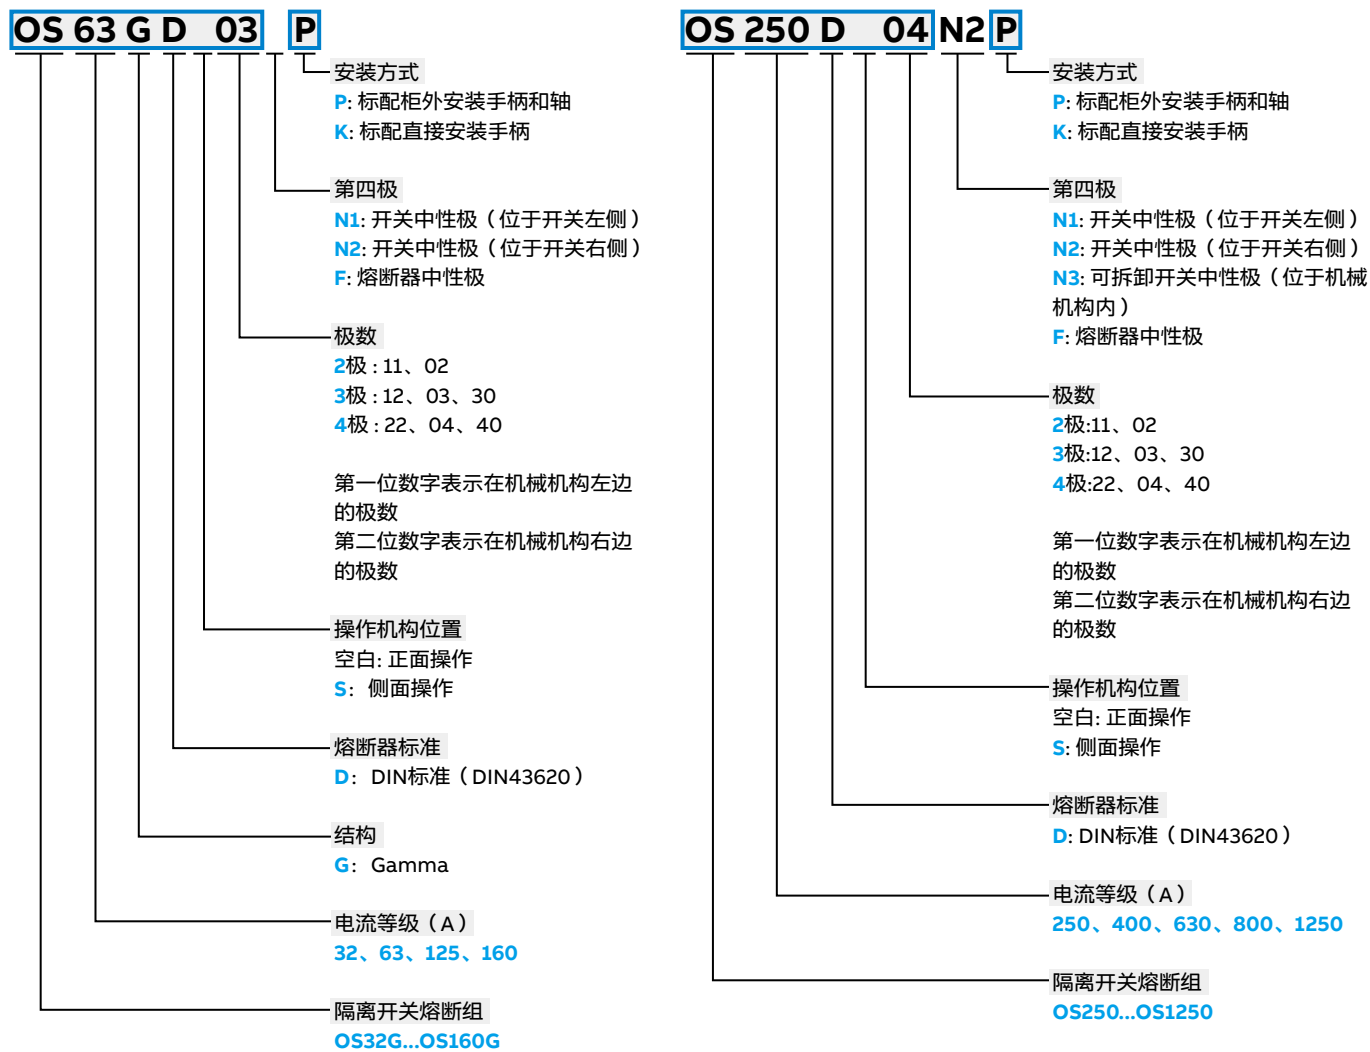 OS 63 G D 03 P
安装方式
P: 标配柜外安装手柄和轴
K: 标配直接安装手柄
第四极
N1: 开关中性极（位于开关左侧）
N2: 开关中性极（位于开关右侧）
F: 熔断器中性极
极数
2极 : 11、02
3极 : 12、03、30
4极 : 22、04、40
第一位数字表示在机械机构左边
的极数
第二位数字表示在机械机构右边
的极数
操作机构位置
空白: 正面操作
S: 侧面操作
熔断器标准
D: DIN标准（DIN43620）
结构
G: Gamma
电流等级（A）
32、63、125、160
隔离开关熔断组
OS32G...OS160G
OS 250 D 04 N2 P
安装方式
P: 标配柜外安装手柄和轴
K: 标配直接安装手柄
第四极
N1: 开关中性极（位于开关左侧）
N2: 开关中性极（位于开关右侧）
N3: 可拆卸开关中性极（位于机械
机构内）
F: 熔断器中性极
极数
2极:11、02
3极:12、03、30
4极:22、04、40
第一位数字表示在机械机构左边
的极数
第二位数字表示在机械机构右边
的极数
操作机构位置
空白: 正面操作
S: 侧面操作
熔断器标准
D: DIN标准（DIN43620）
电流等级（A）
250、400、630、800、1250
隔离开关熔断组
OS250...OS1250